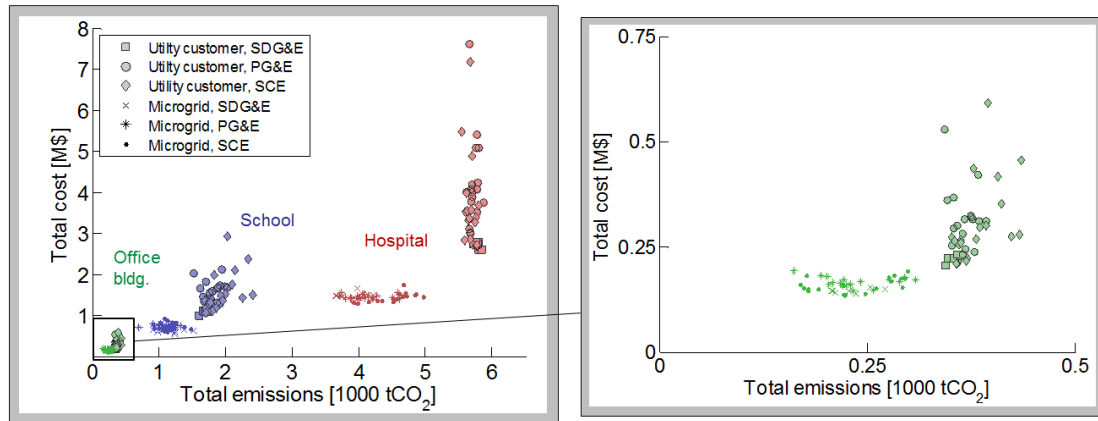 8
7
6
5
4
3
2
1
Total cost [M$]
Utilty customer, SDG&E
Utility customer, PG&E
Utility customer, SCE
Microgrid, SDG&E
Microgrid, PG&E
Microgrid, SCE
School
Hospital
Office
bldg.
0 1 2 3 4 5 6
Total emissions [1000 tCO₂]
0.75
0.5
0.25
0
Total cost [M$]
0 0.25 0.5
Total emissions [1000 tCO₂]